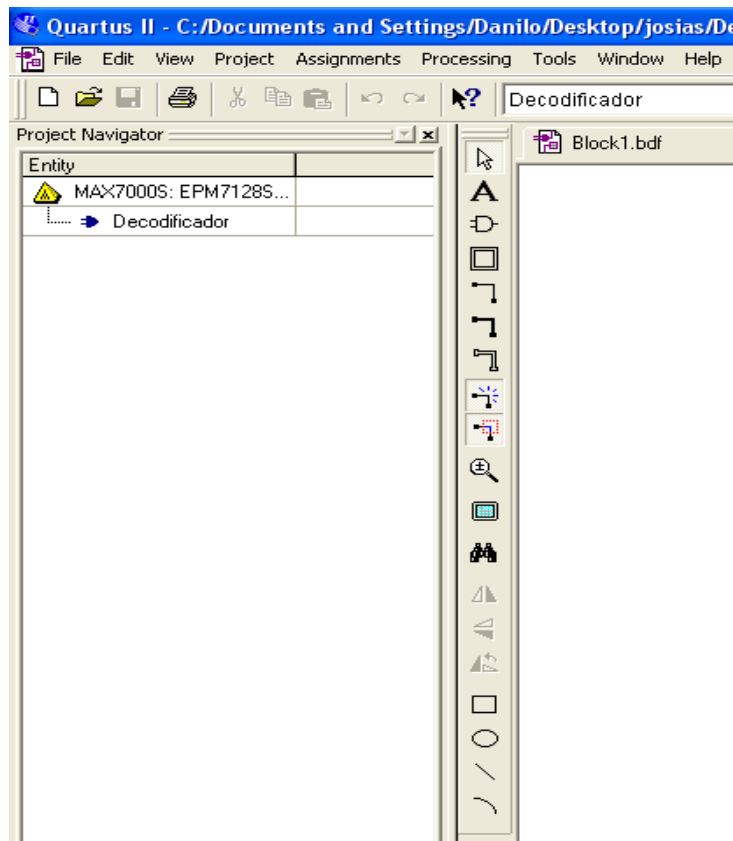 Quartus II - C:/Documents and Settings/Danilo/Desktop/josias/De
File Edit View Project Assignments Processing Tools Window Help
Decodificador
Project Navigator
Block1.bdf
Entity
MAX7000S: EPM7128S...
Decodificador
A